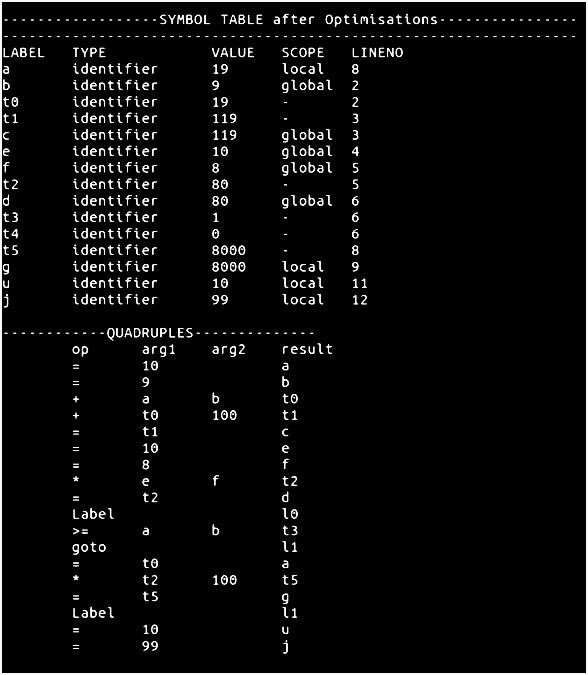 ------------------SYMBOL TABLE after Optimisations----------------
------------------------------------------------------------------
LABEL TYPE VALUE SCOPE LINENO
a identifier 19 local 8
b identifier 9 global 2
t0 identifier 19 - 2
t1 identifier 119 - 3
c identifier 119 global 3
e identifier 10 global 4
f identifier 8 global 5
t2 identifier 80 - 5
d identifier 80 global 6
t3 identifier 1 - 6
t4 identifier 0 - 6
t5 identifier 8000 - 8
g identifier 8000 local 9
u identifier 10 local 11
j identifier 99 local 12
------------QUADRUPLES--------------
op arg1 arg2 result
= 10 a
= 9 b
+ a b t0
+ t0 100 t1
= t1 c
= 10 e
= 8 f
* e f t2
= t2 d
Label l0
>= a b t3
goto l1
= t0 a
* t2 100 t5
= t5 g
Label l1
= 10 u
= 99 j